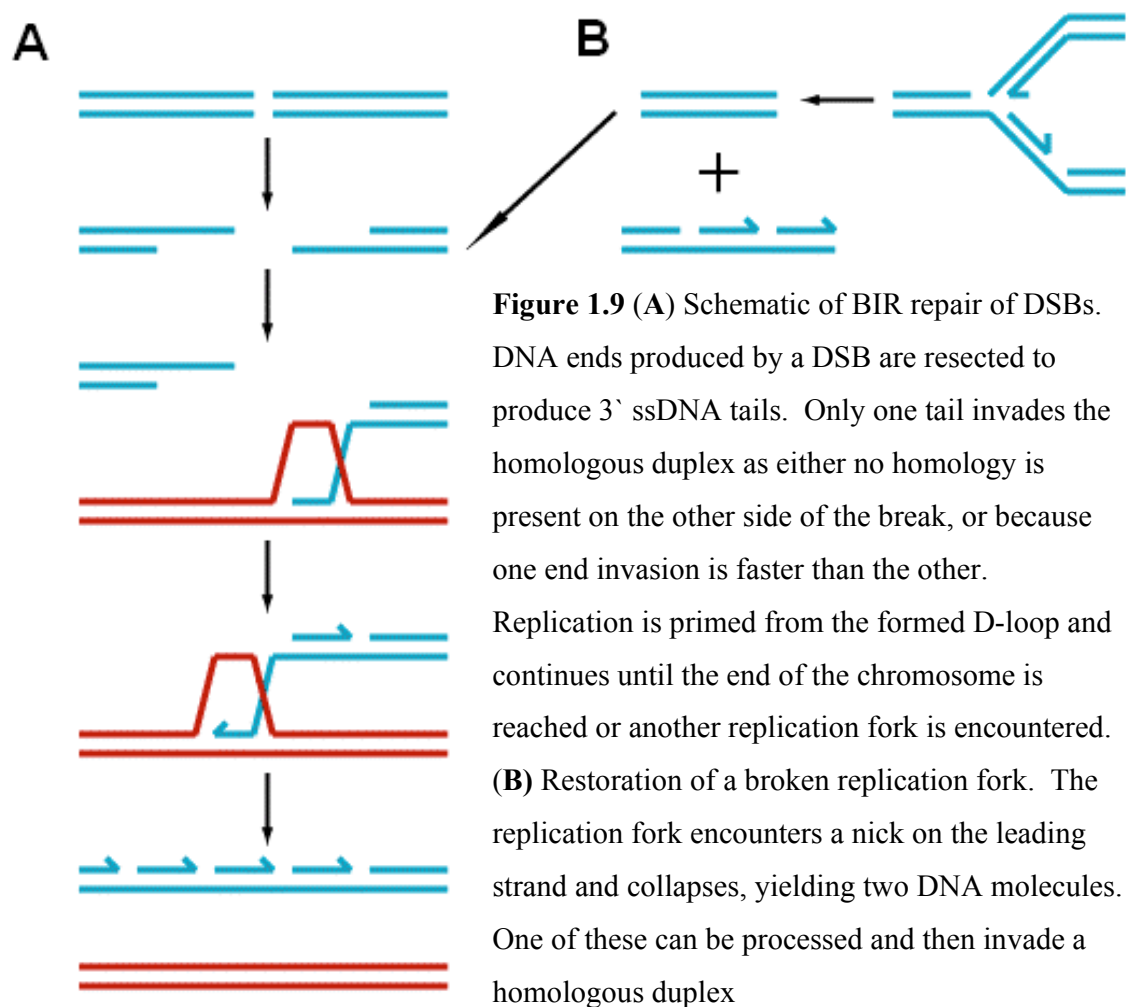 A
B
Figure 1.9 (A) Schematic of BIR repair of DSBs.
DNA ends produced by a DSB are resected to
produce 3` ssDNA tails.  Only one tail invades the
homologous duplex as either no homology is
present on the other side of the break, or because
one end invasion is faster than the other.
Replication is primed from the formed D-loop and
continues until the end of the chromosome is
reached or another replication fork is encountered.
(B) Restoration of a broken replication fork.  The
replication fork encounters a nick on the leading
strand and collapses, yielding two DNA molecules.
One of these can be processed and then invade a
homologous duplex